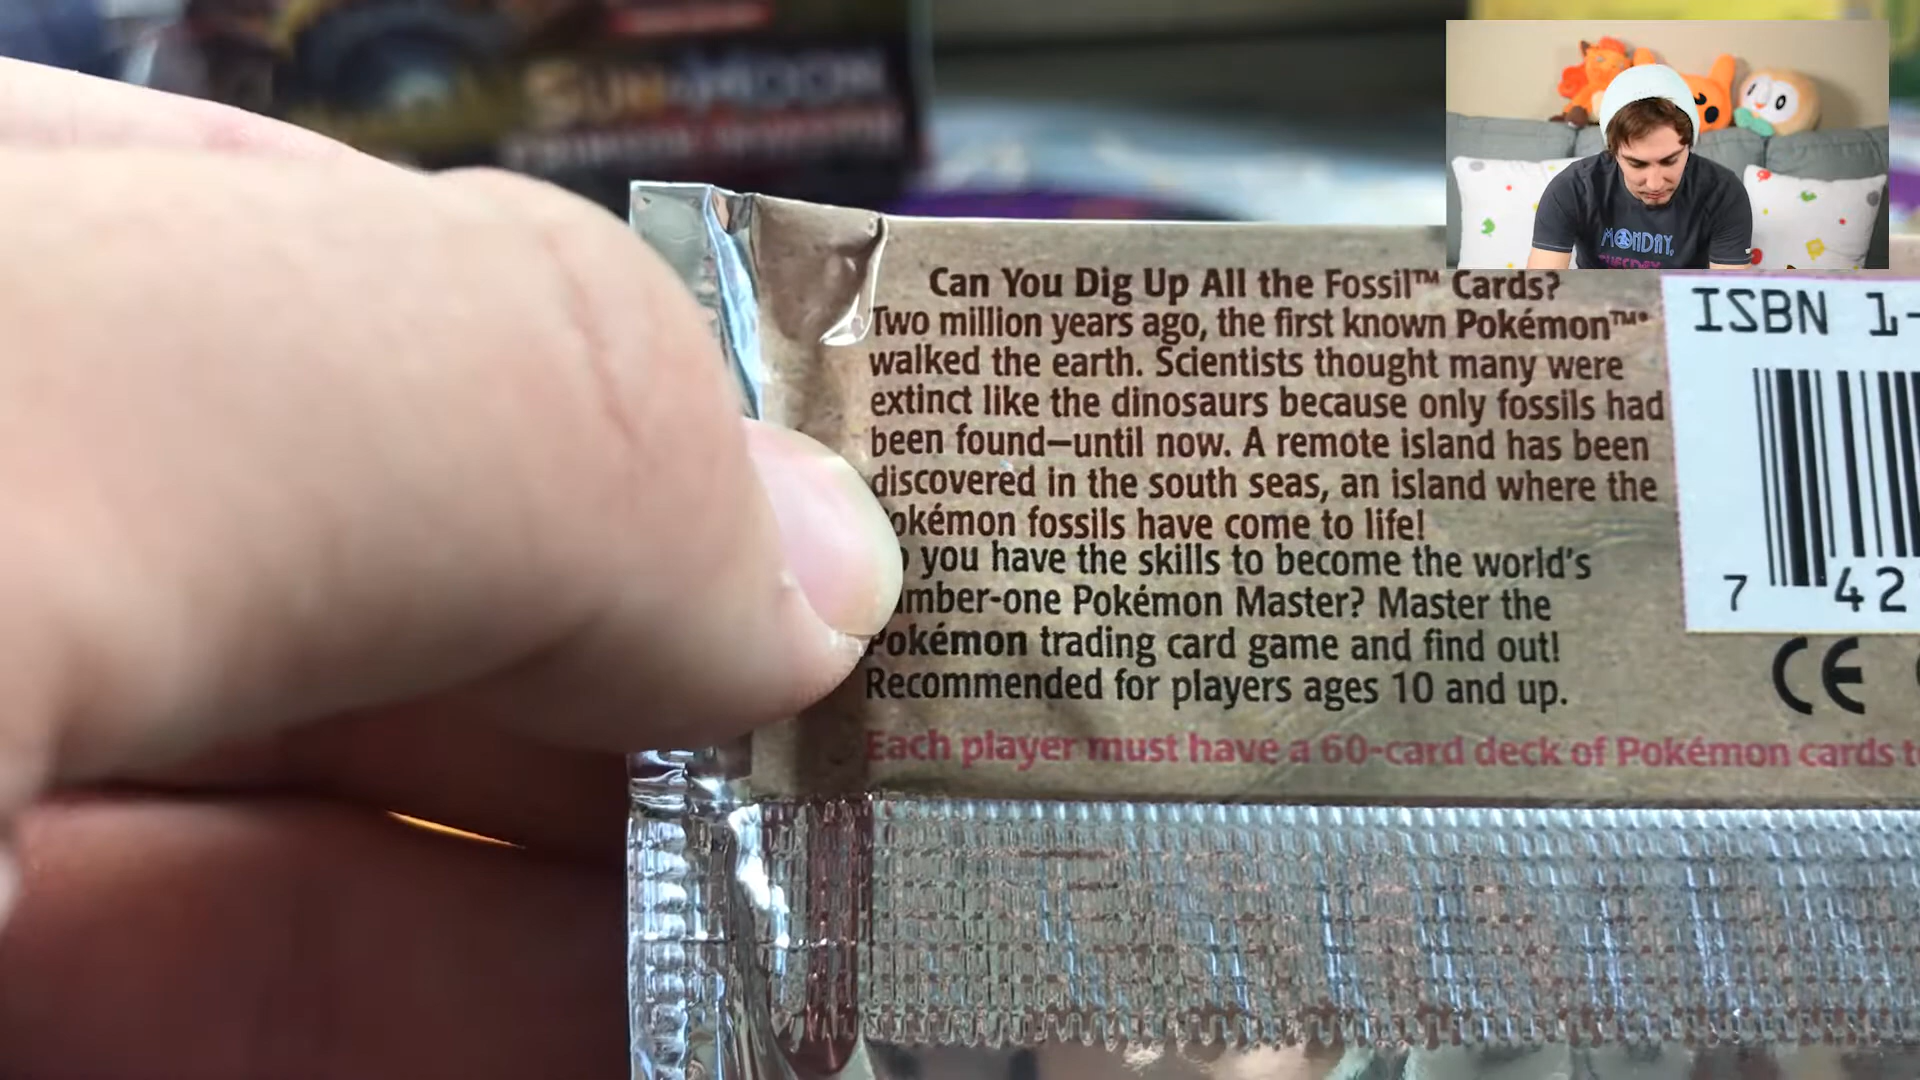 SUN & MOON
MONDAY,
TUESDAY
Can You Dig Up All the Fossil™ Cards?
Two million years ago, the first known Pokémon™*
walked the earth. Scientists thought many were
extinct like the dinosaurs because only fossils had
been found—until now. A remote island has been
discovered in the south seas, an island where the
okémon fossils have come to life!
you have the skills to become the world's
mber-one Pokémon Master? Master the
Pokémon trading card game and find out!
Recommended for players ages 10 and up.
Each player must have a 60-card deck of Pokémon cards t
ISBN 1-
7 42
CE